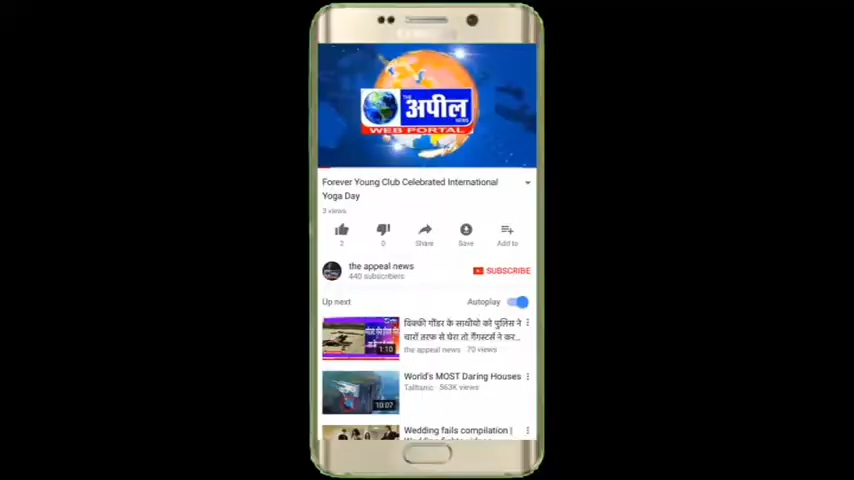 THE
अपील
NEWS
WEB PORTAL
Forever Young Club Celebrated International
Yoga Day
3 views
2
0
Share
Save
Add to
the appeal news
440 subscribers
SUBSCRIBE
Up next
Autoplay
विक्की गौंडर के साथीयो को पुलिस ने
चारों तरफ से घेरा तो गैंगस्टर्स ने कर...
the appeal news 70 views
1:10
World's MOST Daring Houses
Talltanic 563K views
10:07
Wedding fails compilation |